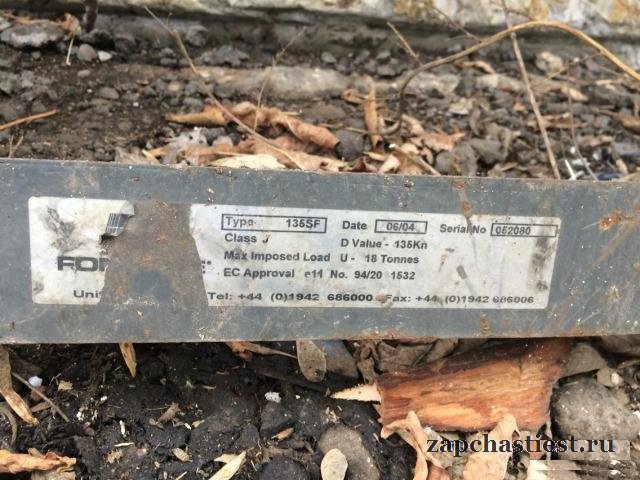 Type 135SF Date 06/04 Serial No 052080
Class J D Value - 135Kn
Max Imposed Load U - 18 Tonnes
EC Approval e11 No. 94/20 1532
Tel: +44 (0)1942 686000 Fax: +44 (0)1942 686006
zapchastiest.ru